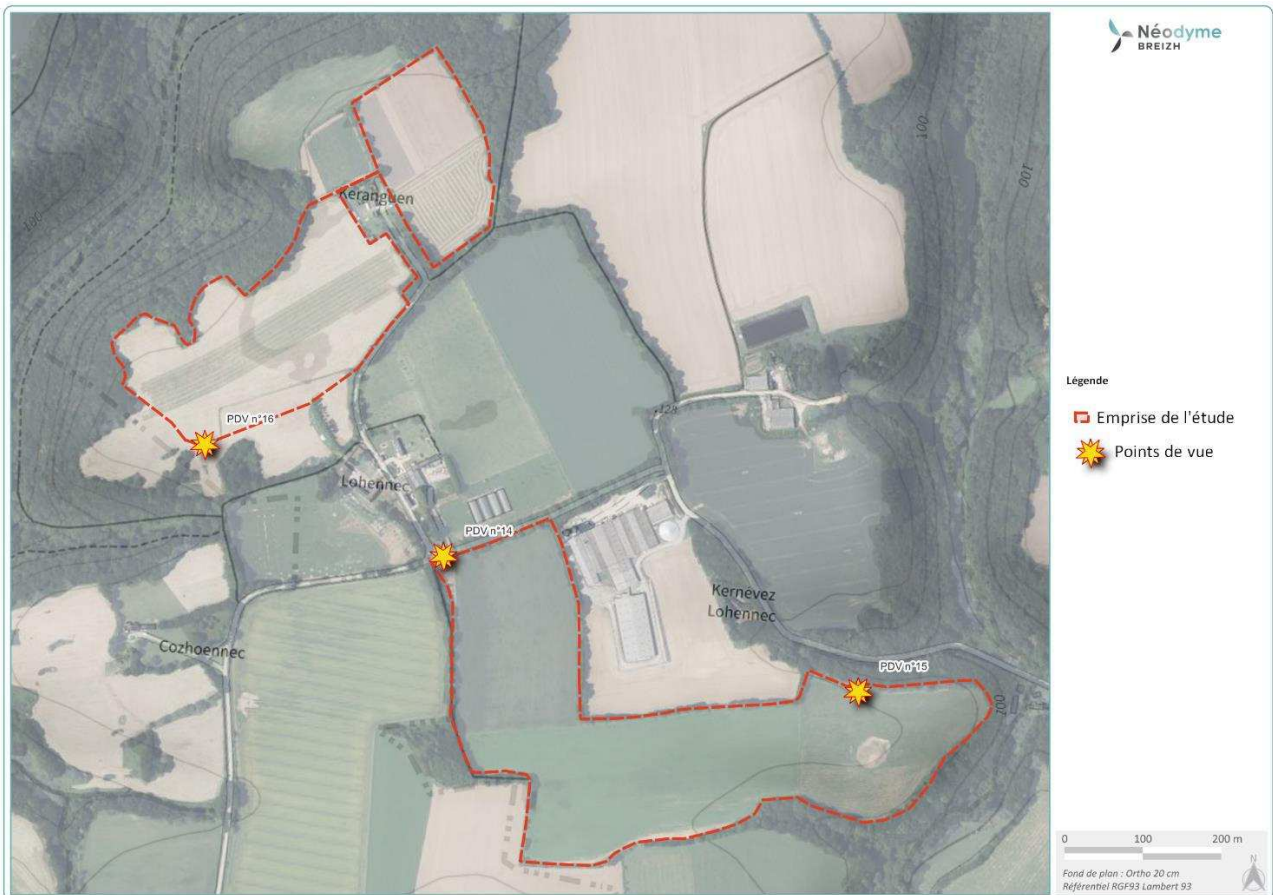 Néodyme
BREIZH
100
100
100
Keranguen
PDV n°16
128
Lohennec
PDV n°14
Kernévez
Lohennec
Cozhoennec
PDV n°15
100
Légende
Emprise de l'étude
Points de vue
0 100 200 m
N
Fond de plan : Ortho 20 cm
Référentiel RGF93 Lambert 93